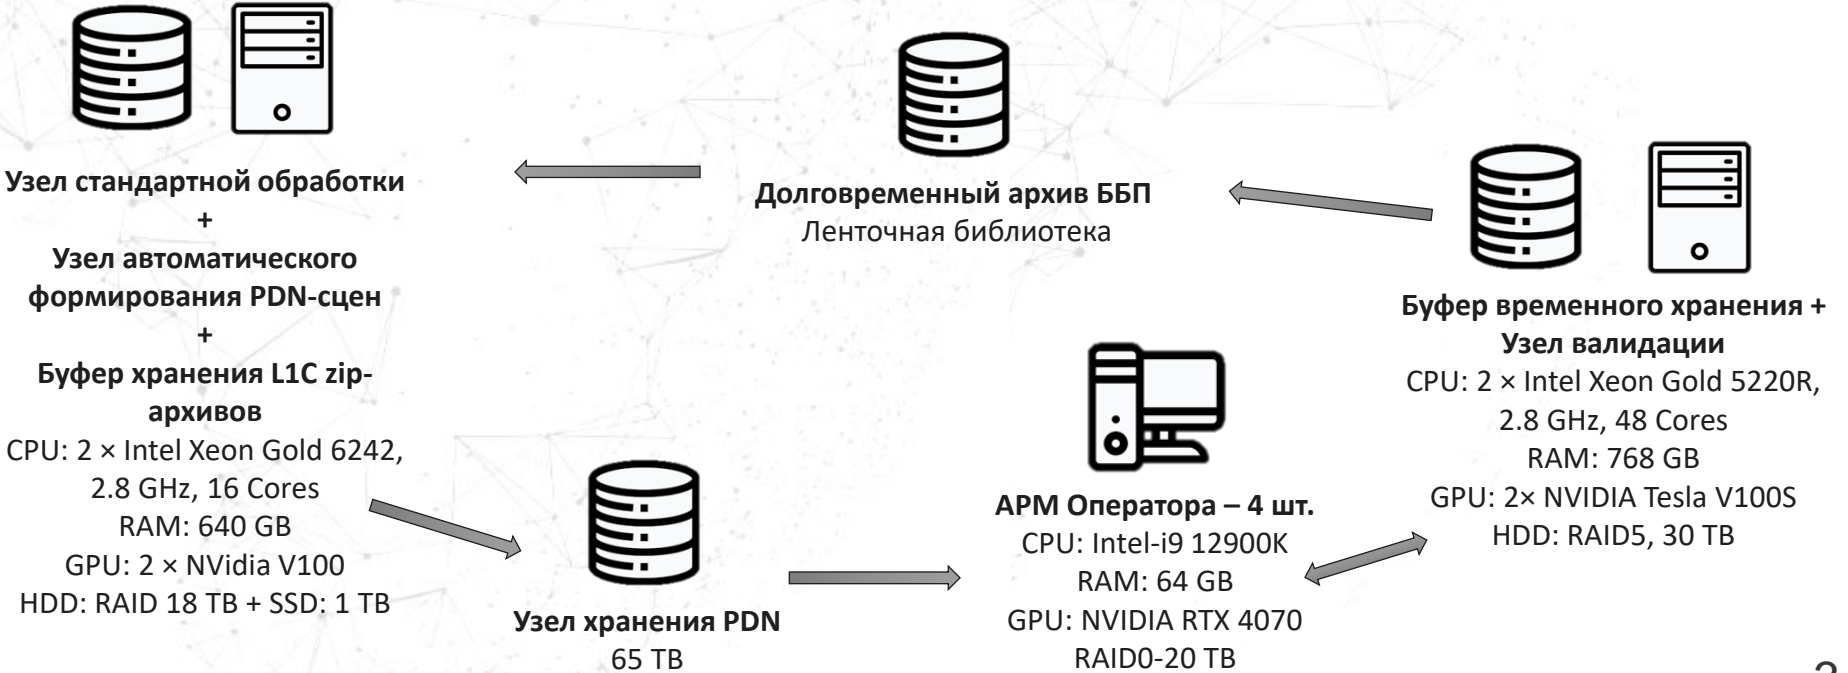 Узел стандартной обработки
+
Узел автоматического
формирования PDN-сцен
+
Буфер хранения L1C zip-
архивов
CPU: 2 × Intel Xeon Gold 6242,
2.8 GHz, 16 Cores
RAM: 640 GB
GPU: 2 × NVidia V100
HDD: RAID 18 TB + SSD: 1 TB
Долговременный архив ББП
Ленточная библиотека
Узел хранения PDN
65 TB
АРМ Оператора – 4 шт.
CPU: Intel-i9 12900K
RAM: 64 GB
GPU: NVIDIA RTX 4070
RAID0-20 TB
Буфер временного хранения +
Узел валидации
CPU: 2 × Intel Xeon Gold 5220R,
2.8 GHz, 48 Cores
RAM: 768 GB
GPU: 2× NVIDIA Tesla V100S
HDD: RAID5, 30 TB